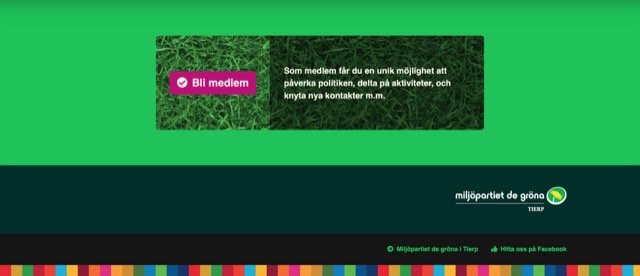 Bli medlem
Som medlem får du en unik möjlighet att
påverka politiken, delta på aktiviteter, och
knyta nya kontakter m.m.
miljöpartiet de gröna
TIERP
Miljöpartiet de gröna i Tierp
Hitta oss på Facebook